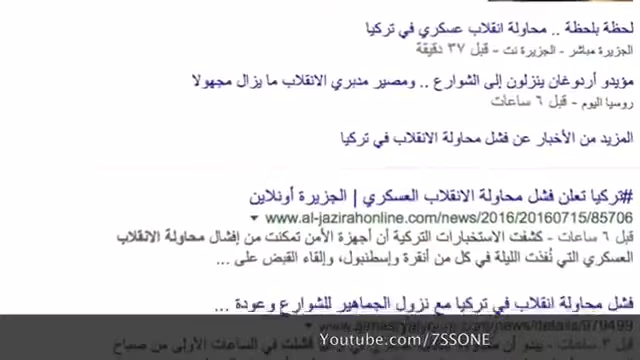 لحظة بلحظة .. محاولة انقلاب عسكري في تركيا
الجزيرة مباشر - الجزيرة نت - قبل ٣٧ دقيقة
مؤيدو أردوغان ينزلون إلى الشوارع .. ومصير مدبري الانقلاب ما يزال مجهولا
روسيا اليوم - قبل ٦ ساعات
المزيد من الأخبار عن فشل محاولة الانقلاب في تركيا
#تركيا تعلن فشل محاولة الانقلاب العسكري | الجزيرة أونلاين
www.al-jazirahonline.com/news/2016/20160715/85706
قبل ٦ ساعات - كشفت الاستخبارات التركية أن أجهزة الأمن تمكنت من إفشال محاولة الانقلاب
العسكري التي نُفذت الليلة في كل من أنقرة وإسطنبول، وإلقاء القبض على ...
فشل محاولة انقلاب في تركيا مع نزول الجماهير للشوارع وعودة ...
Youtube.com/7SSONE